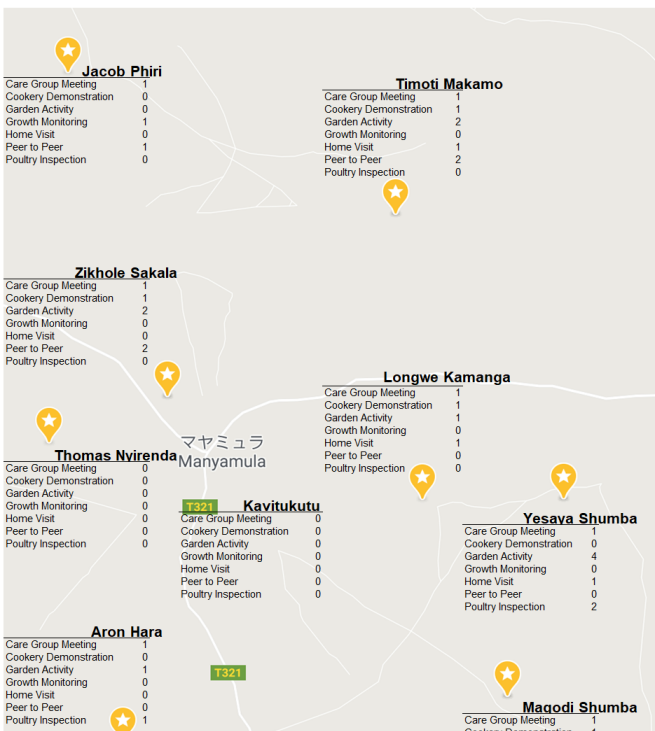 Jacob Phiri
Care Group Meeting 1
Cookery Demonstration 0
Garden Activity 0
Growth Monitoring 1
Home Visit 0
Peer to Peer 1
Poultry Inspection 0
Timoti Makamo
Care Group Meeting 1
Cookery Demonstration 1
Garden Activity 2
Growth Monitoring 0
Home Visit 1
Peer to Peer 2
Poultry Inspection 0
Zikhole Sakala
Care Group Meeting 1
Cookery Demonstration 1
Garden Activity 2
Growth Monitoring 0
Home Visit 0
Peer to Peer 2
Poultry Inspection 0
Longwe Kamanga
Care Group Meeting 1
Cookery Demonstration 1
Garden Activity 1
Growth Monitoring 0
Home Visit 1
Peer to Peer 0
Poultry Inspection 0
マヤミュラ
Manyamula
Thomas Nyirenda
Care Group Meeting 0
Cookery Demonstration 0
Garden Activity 0
Growth Monitoring 0
Home Visit 0
Peer to Peer 0
Poultry Inspection 0
T321
Kavitukutu
Care Group Meeting 0
Cookery Demonstration 0
Garden Activity 0
Growth Monitoring 0
Home Visit 0
Peer to Peer 0
Poultry Inspection 0
Yesaya Shumba
Care Group Meeting 1
Cookery Demonstration 0
Garden Activity 4
Growth Monitoring 0
Home Visit 1
Peer to Peer 0
Poultry Inspection 2
Aron Hara
Care Group Meeting 1
Cookery Demonstration 0
Garden Activity 1
Growth Monitoring 0
Home Visit 0
Peer to Peer 0
Poultry Inspection 1
T321
Magodi Shumba
Care Group Meeting 1